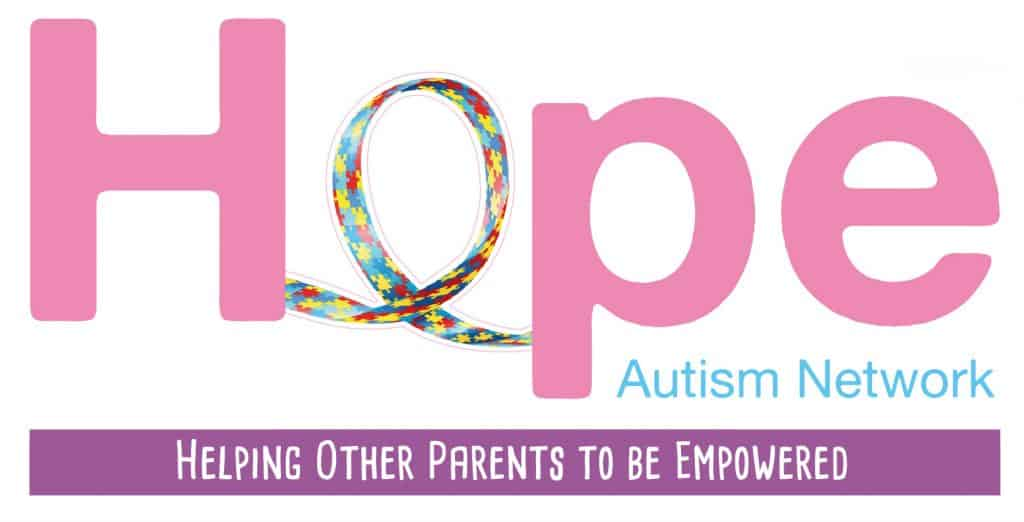 Hope
Autism Network
Helping Other Parents to be Empowered